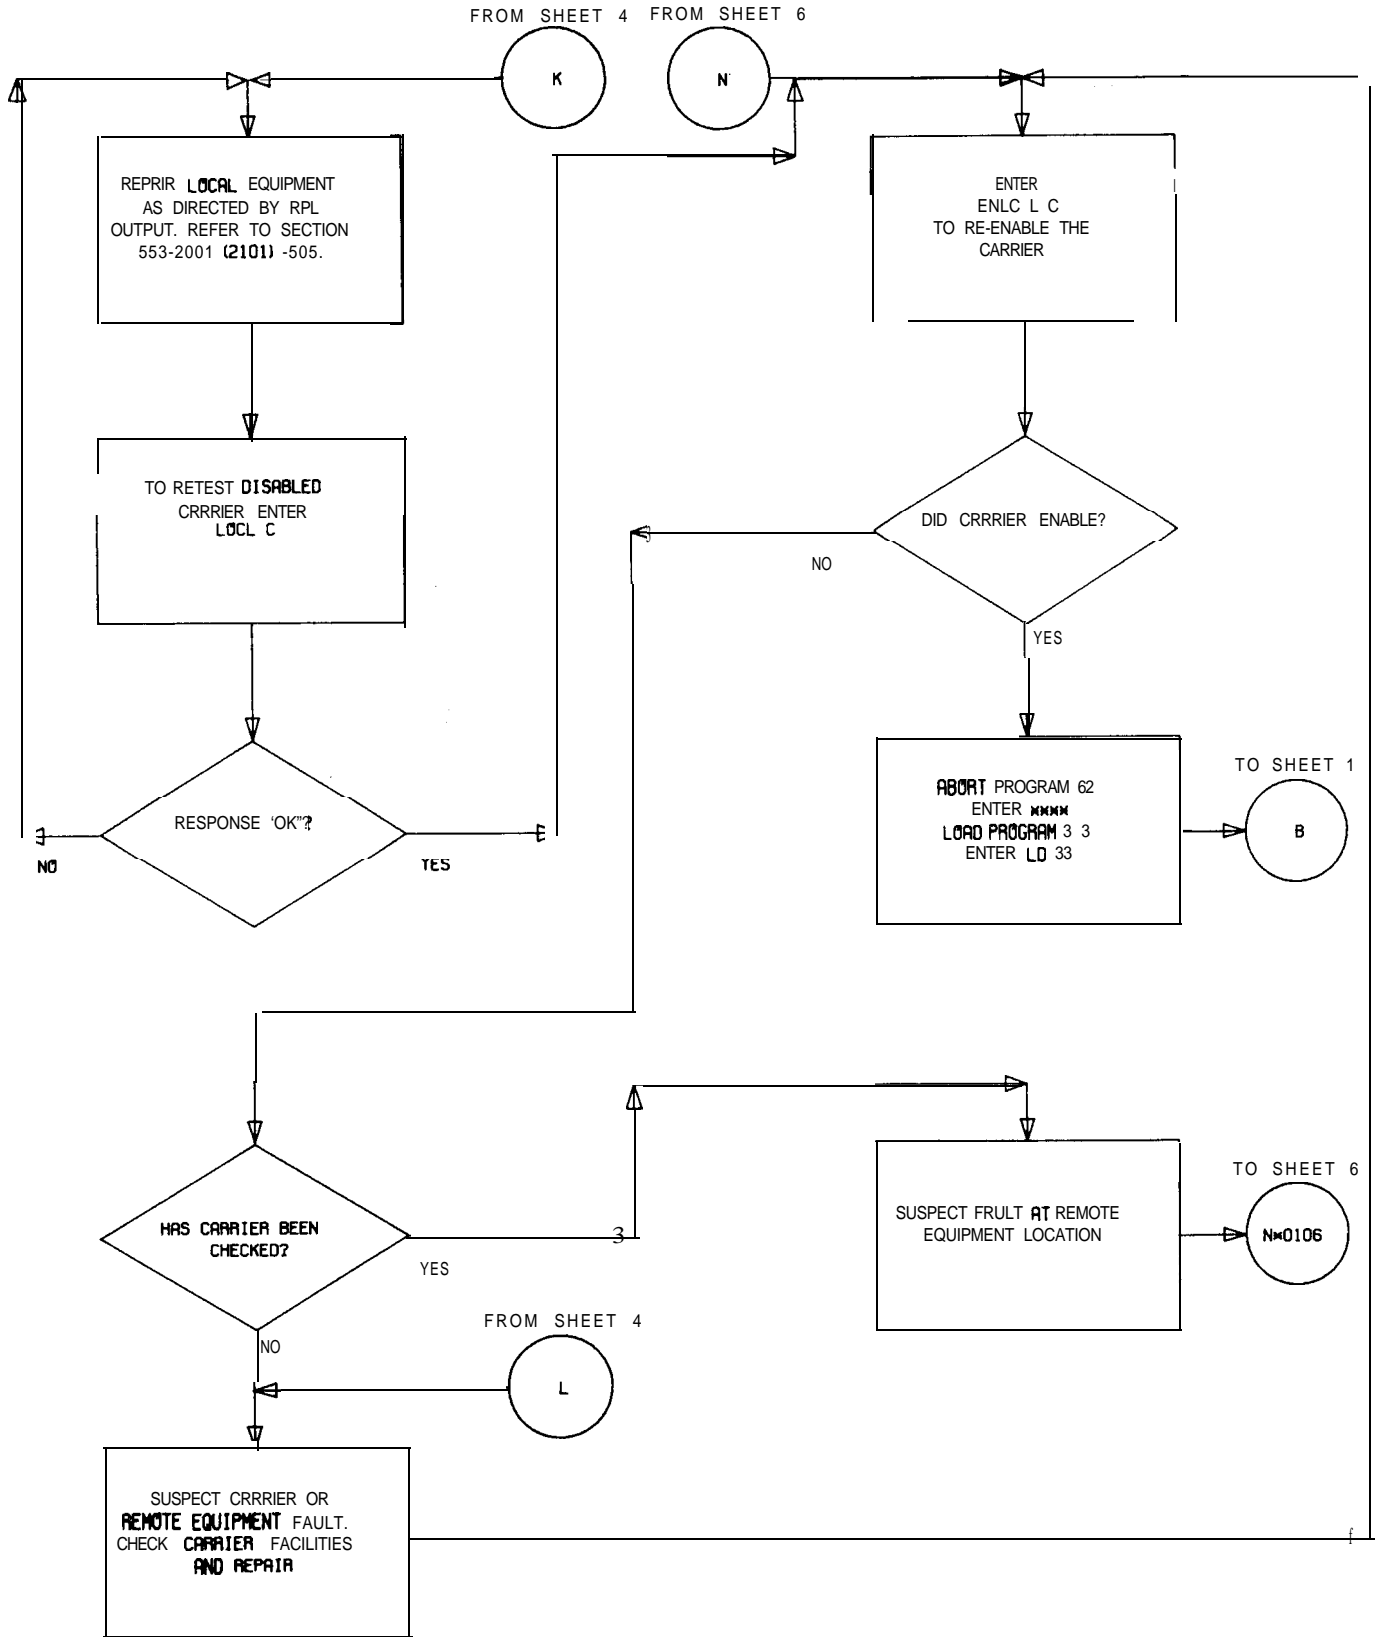 FROM SHEET 4
FROM SHEET 6
K
N
REPRIR LOCAL EQUIPMENT
AS DIRECTED BY RPL
OUTPUT. REFER TO SECTION
553-2001 (2101) -505.
ENTER
ENLC L C
TO RE-ENABLE THE
CARRIER
TO RETEST DISABLED
CRRRIER ENTER
LOCL C
DID CRRRIER ENABLE?
NO
YES
RESPONSE 'OK"?
NO
YES
ABORT PROGRAM 62
ENTER ****
LOAD PROGRAM 3 3
ENTER LD 33
TO SHEET 1
B
HAS CARRIER BEEN
CHECKED?
3
YES
NO
SUSPECT FRULT AT REMOTE
EQUIPMENT LOCATION
TO SHEET 6
N*0106
FROM SHEET 4
L
SUSPECT CRRRIER OR
REMOTE EQUIPMENT FAULT.
CHECK CARRIER FACILITIES
AND REPAIR